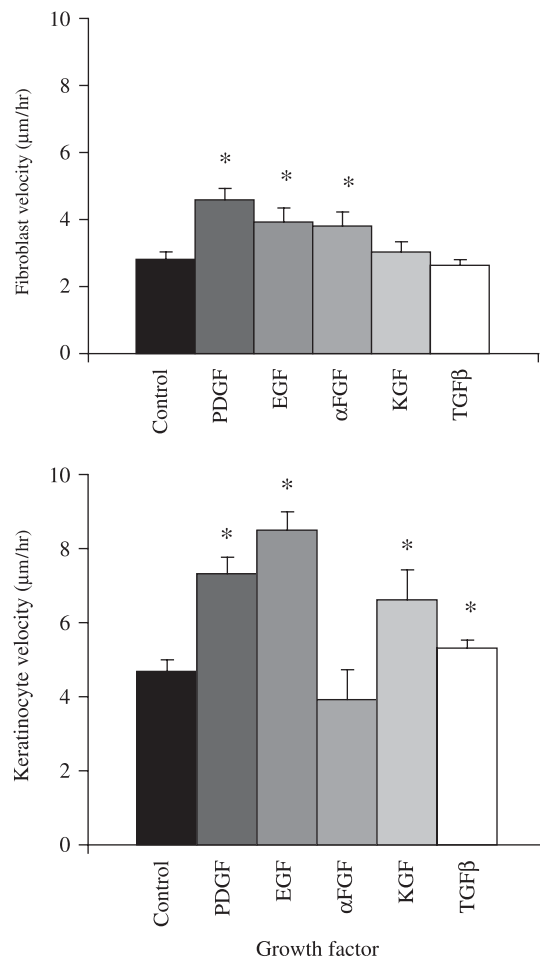 10
8
6
4
2
0
Fibroblast velocity (μm/hr)
*
*
*
Control
PDGF
EGF
αFGF
KGF
TGFβ
10
8
6
4
2
0
Keratinocyte velocity (μm/hr)
*
*
*
*
Control
PDGF
EGF
αFGF
KGF
TGFβ
Growth factor